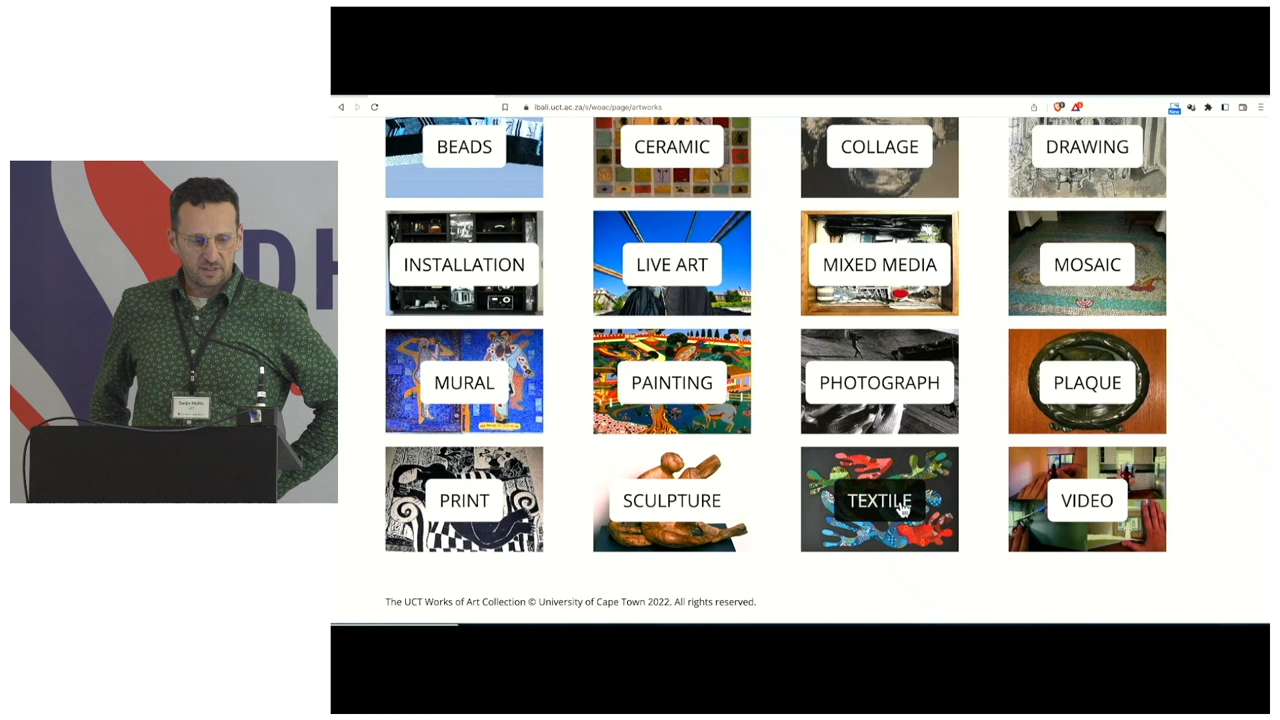 ibali.uct.ac.za/s/woac/page/artworks
BEADS
CERAMIC
COLLAGE
DRAWING
INSTALLATION
LIVE ART
MIXED MEDIA
MOSAIC
MURAL
PAINTING
PHOTOGRAPH
PLAQUE
PRINT
SCULPTURE
TEXTILE
VIDEO
The UCT Works of Art Collection © University of Cape Town 2022. All rights reserved.
DH